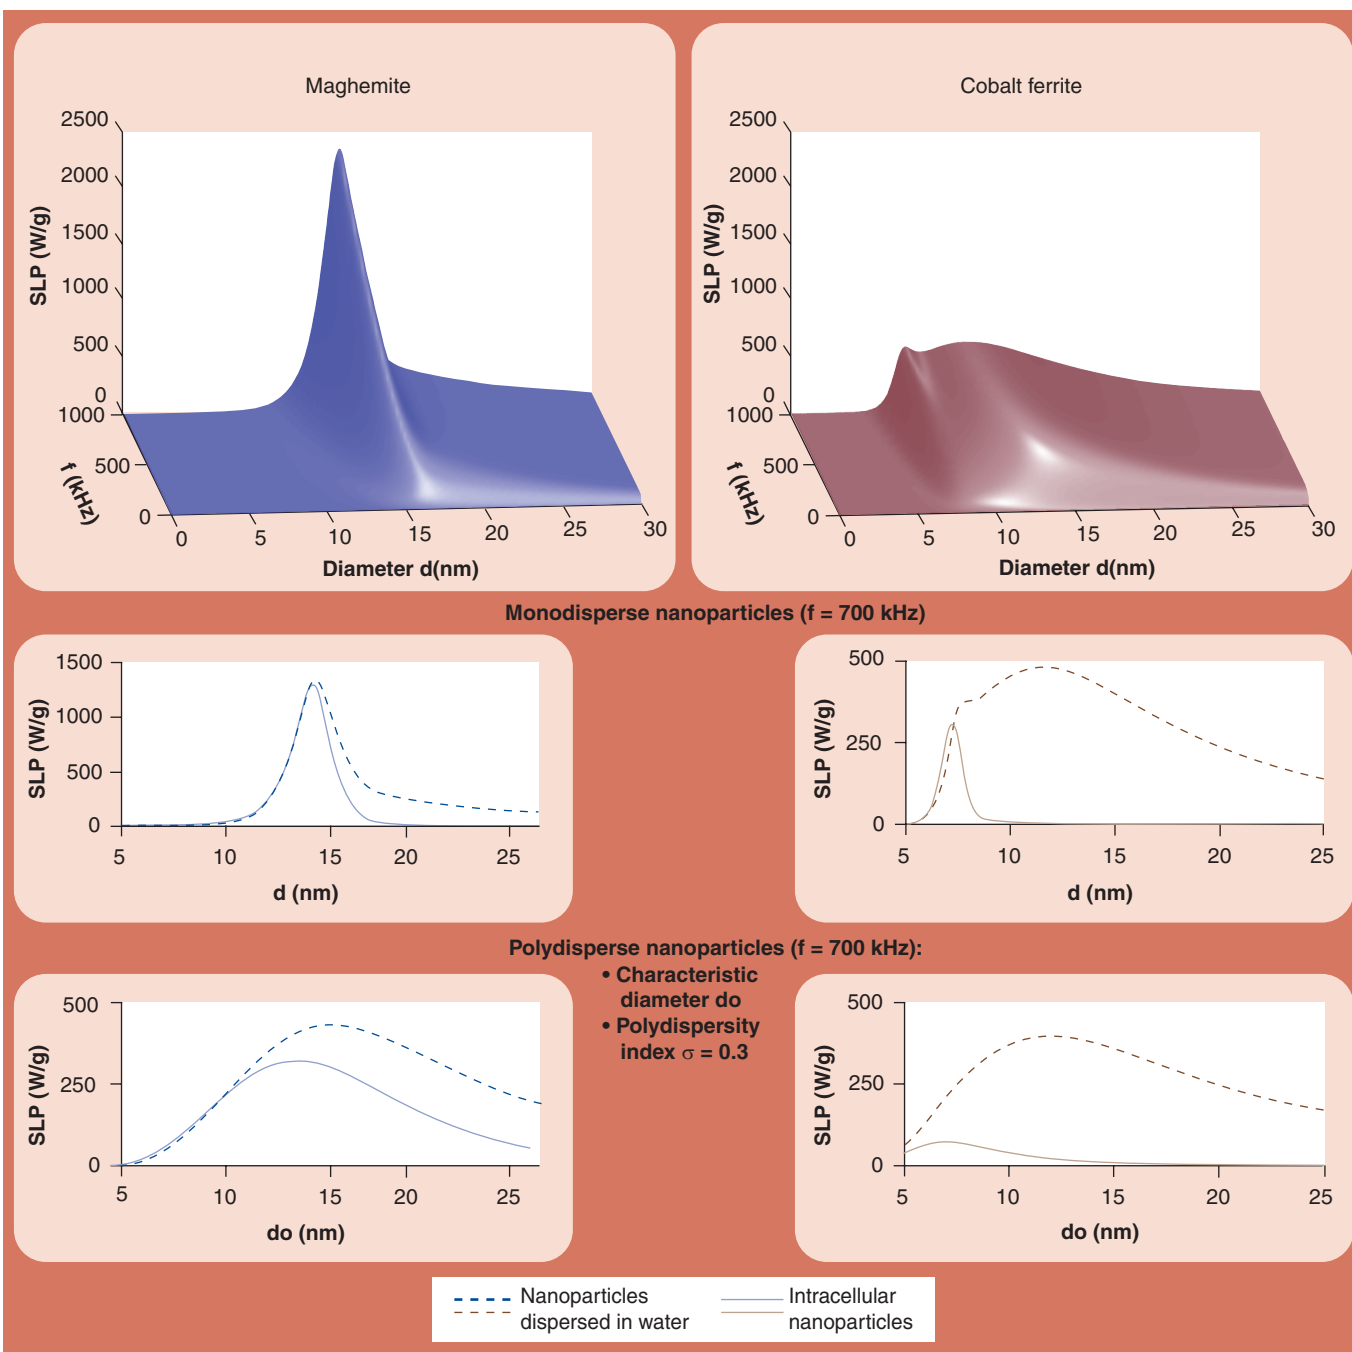 Maghemite
2500
2000
1500
1000
500
0
SLP (W/g)
1000
500
0
f (kHz)
0 5 10 15 20 25 30
Diameter d(nm)
Cobalt ferrite
2500
2000
1500
1000
500
0
SLP (W/g)
1000
500
0
f (kHz)
0 5 10 15 20 25 30
Diameter d(nm)
Monodisperse nanoparticles (f = 700 kHz)
1500
1000
500
0
SLP (W/g)
5 10 15 20 25
d (nm)
500
250
0
SLP (W/g)
5 10 15 20 25
d (nm)
Polydisperse nanoparticles (f = 700 kHz):
• Characteristic
diameter do
• Polydispersity
index σ = 0.3
500
250
0
SLP (W/g)
5 10 15 20 25
do (nm)
500
250
0
SLP (W/g)
5 10 15 20 25
do (nm)
Nanoparticles
dispersed in water
Intracellular
nanoparticles